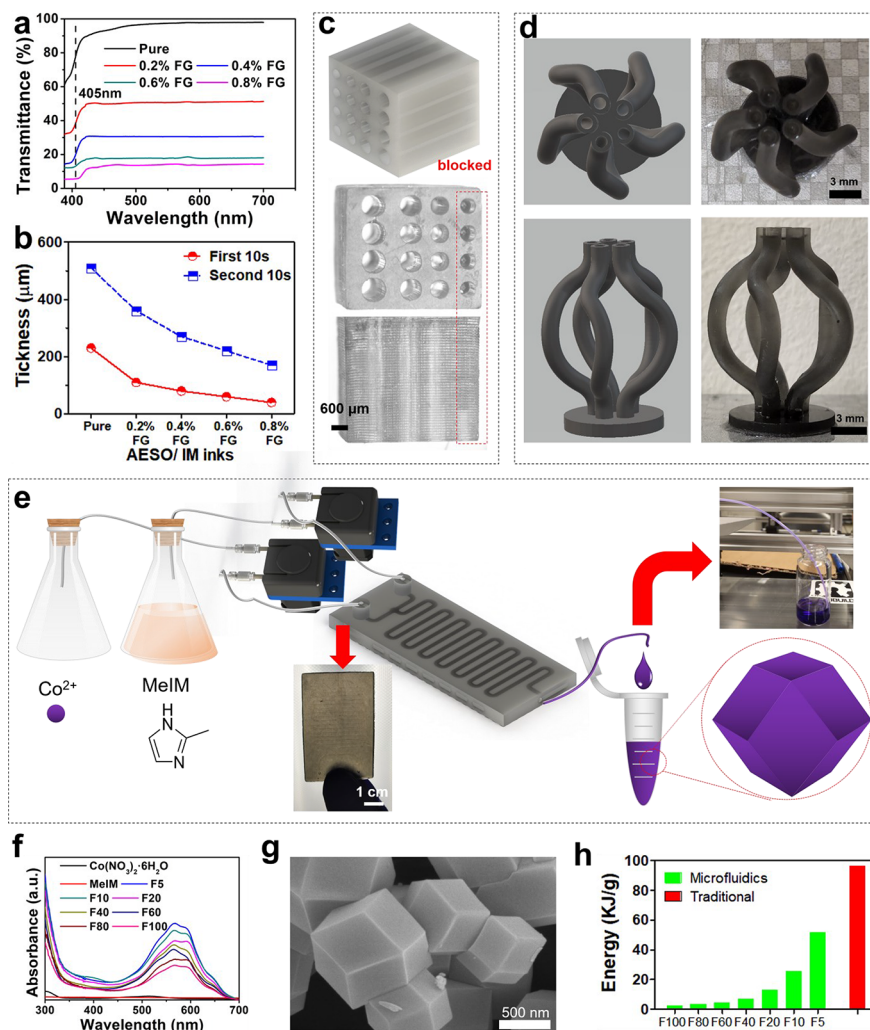 a
Transmittance (%)
100
80
60
40
20
0
Pure
0.2% FG
0.4% FG
0.6% FG
0.8% FG
405nm
400
500
600
700
Wavelength (nm)
b
Tickness (μm)
600
400
200
0
First 10s
Second 10s
Pure
0.2% FG
0.4% FG
0.6% FG
0.8% FG
AESO/ IM inks
c
blocked
600 μm
d
3 mm
3 mm
e
Co2+
MeIM
H
N
N
1 cm
f
Absorbance (a.u.)
Co(NO3)2·6H2O
MeIM
F5
F10
F20
F40
F60
F80
F100
300
400
500
600
700
Wavelength (nm)
g
500 nm
h
Energy (KJ/g)
100
80
60
40
20
0
Microfluidics
Traditional
F100 F80 F60 F40 F20 F10 F5